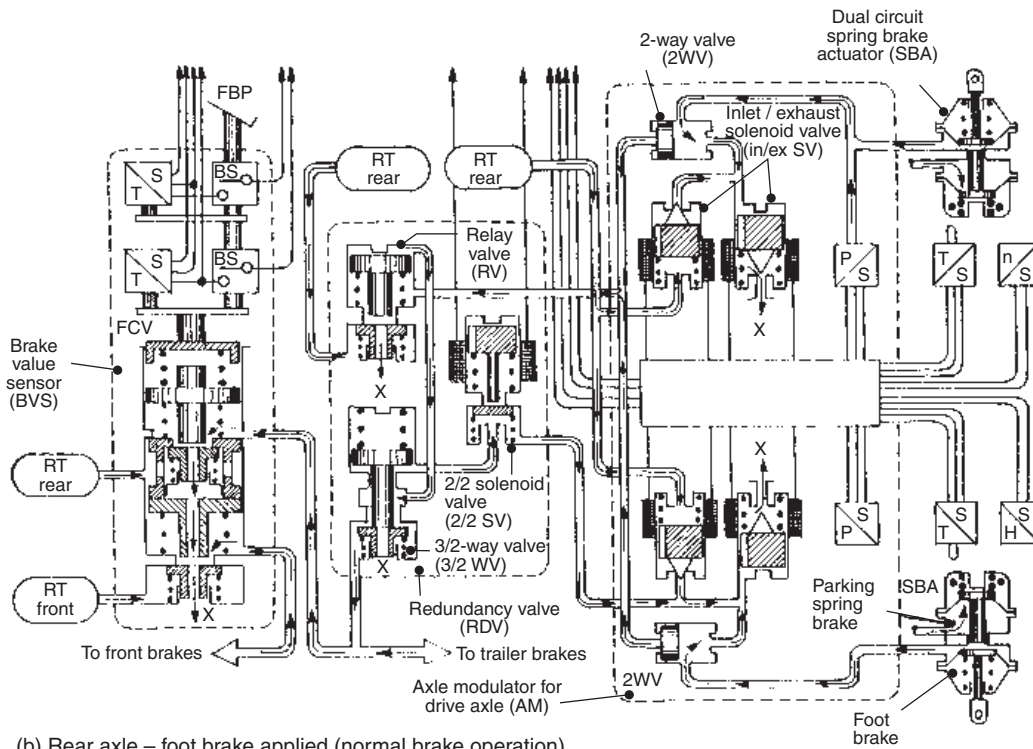 Dual circuit
spring brake
actuator (SBA)
2-way valve
(2WV)
FBP
Inlet / exhaust
solenoid valve
(in/ex SV)
RT
rear
RT
rear
S
T
BS
S
T
BS
Relay
valve
(RV)
P
S
T
S
n
S
X
X
FCV
Brake
value
sensor
(BVS)
X
RT
rear
2/2 solenoid
valve
(2/2 SV)
X
S
P
S
T
S
H
3/2-way valve
(3/2 WV)
X
RT
front
X
Redundancy valve
(RDV)
Parking
spring
brake
SBA
To front brakes
To trailer brakes
Axle modulator for
drive axle (AM)
2WV
Foot
brake
(b) Rear axle – foot brake applied (normal brake operation)